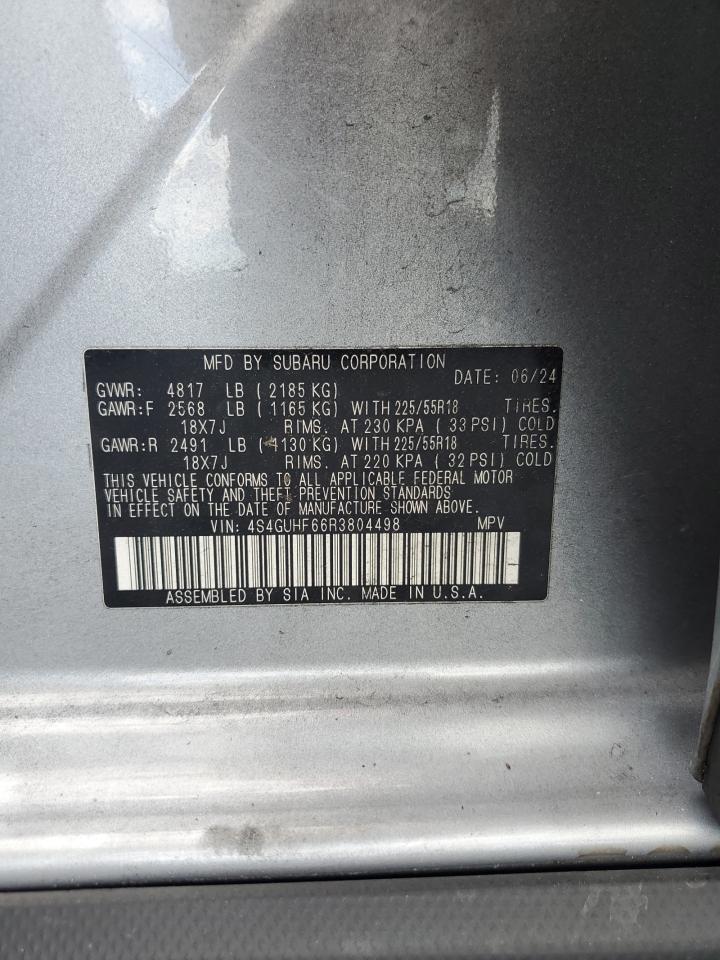 MFD BY SUBARU CORPORATION
DATE: 06/24
GVWR: 4817 LB ( 2185 KG)
GAWR:F 2568 LB ( 1165 KG) WITH 225/55R18 TIRES.
18X7J RIMS. AT 230 KPA ( 33 PSI) COLD
GAWR:R 2491 LB ( 1130 KG) WITH 225/55R18 TIRES.
18X7J RIMS. AT 220 KPA ( 32 PSI) COLD
THIS VEHICLE CONFORMS TO ALL APPLICABLE FEDERAL MOTOR
VEHICLE SAFETY AND THEFT PREVENTION STANDARDS
IN EFFECT ON THE DATE OF MANUFACTURE SHOWN ABOVE.
VIN: 4S4GUHF66R3804498 MPV
ASSEMBLED BY SIA INC. MADE IN U.S.A.